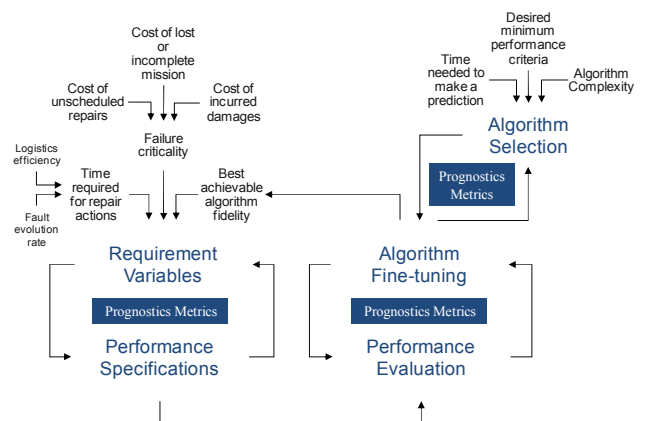 Cost of lost
or
incomplete
mission
Cost of
unscheduled
repairs
Cost of
incurred
damages
Failure
criticality
Logistics
efficiency
Fault
evolution
rate
Time
required
for repair
actions
Best
achievable
algorithm
fidelity
Requirement
Variables
Prognostics Metrics
Performance
Specifications
Desired
minimum
performance
criteria
Time
needed to
make a
prediction
Algorithm
Complexity
Algorithm
Selection
Prognostics
Metrics
Algorithm
Fine-tuning
Prognostics Metrics
Performance
Evaluation